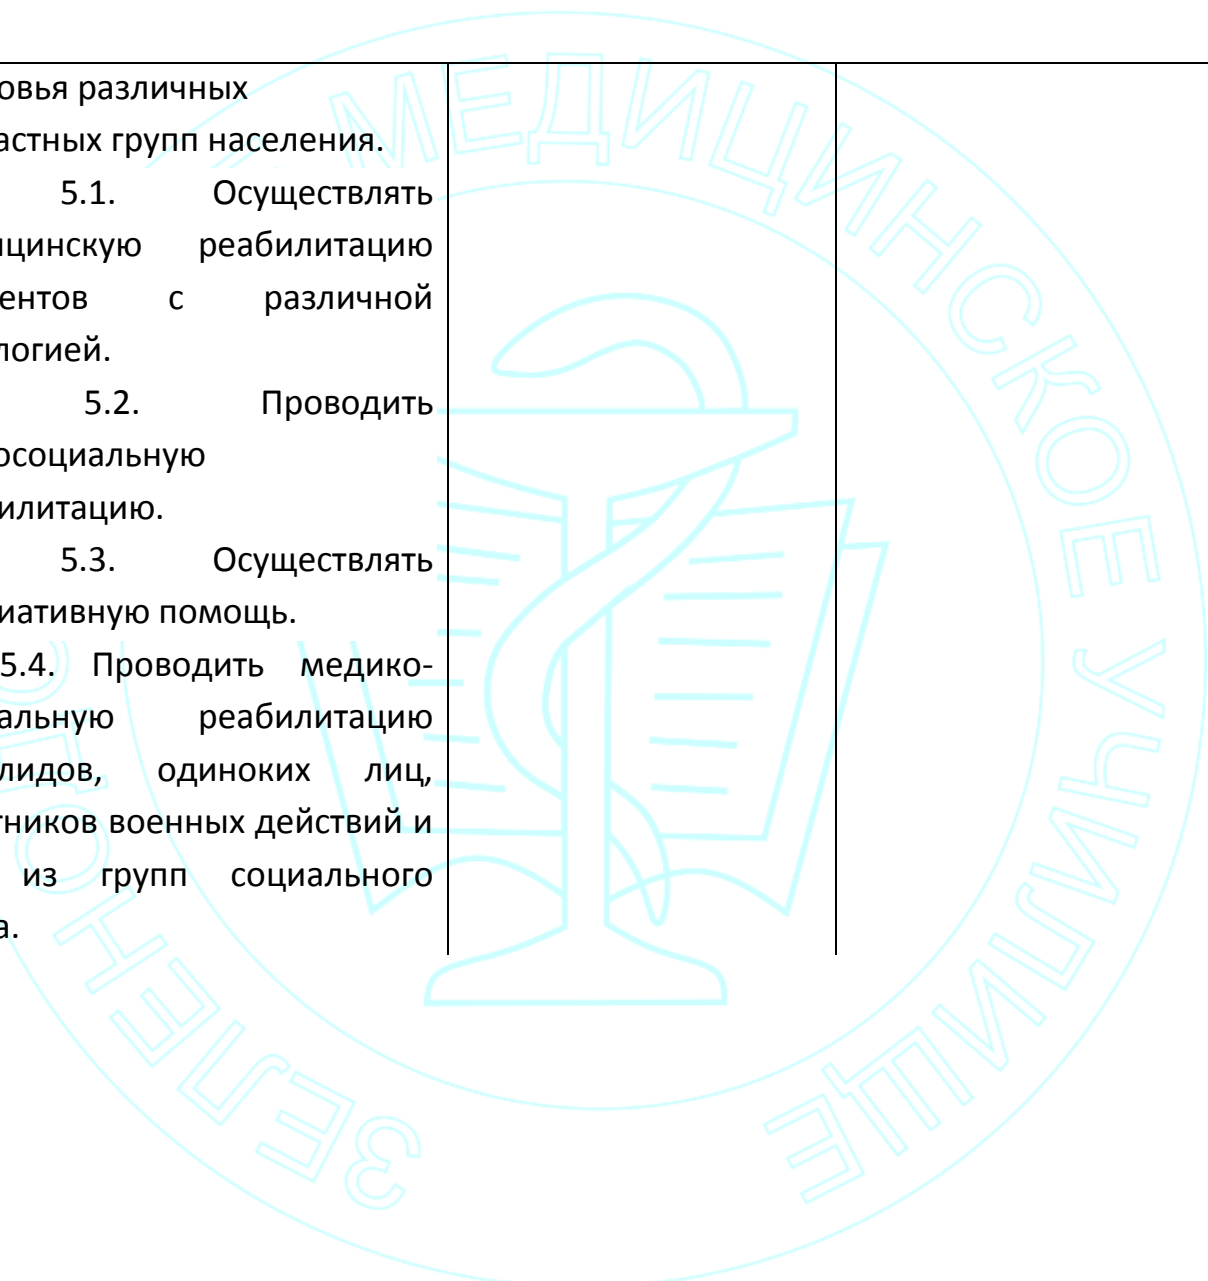 овья различных
астных групп населения.
5.1. Осуществлять
ицинскую реабилитацию
ентов с различной
логией.
5.2. Проводить
осоциальную
илитацию.
5.3. Осуществлять
иативную помощь.
5.4. Проводить медико-
альную реабилитацию
лидов, одиноких лиц,
тников военных действий и
из групп социального
а.
МЕДИЦИНСКОЕ УЧИЛИЩЕ